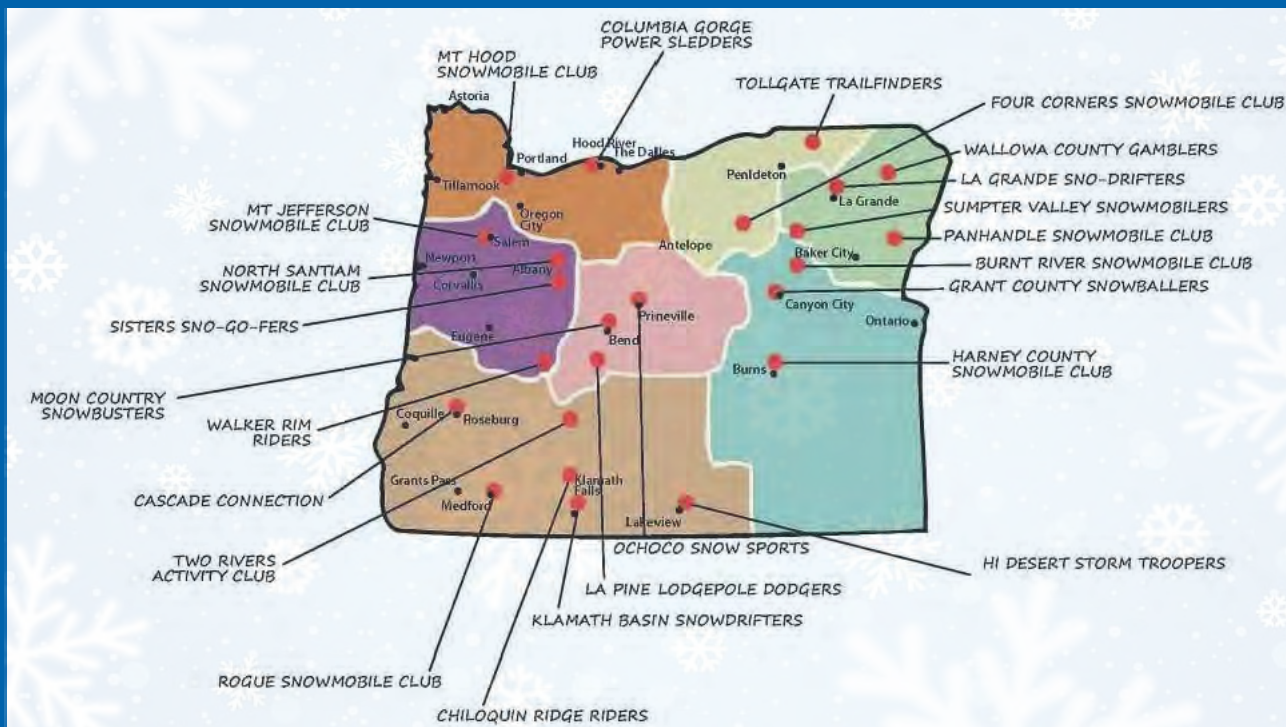 COLUMBIA GORGE
POWER SLEDDERS
MT HOOD
SNOWMOBILE CLUB
TOLLGATE TRAILFINDERS
FOUR CORNERS SNOWMOBILE CLUB
WALLOWA COUNTY GAMBLERS
LA GRANDE SNO-DRIFTERS
SUMPTER VALLEY SNOWMOBILERS
PANHANDLE SNOWMOBILE CLUB
BURNT RIVER SNOWMOBILE CLUB
GRANT COUNTY SNOWBALLERS
HARNEY COUNTY
SNOWMOBILE CLUB
MT JEFFERSON
SNOWMOBILE CLUB
NORTH SANTIAM
SNOWMOBILE CLUB
SISTERS SNO-GO-FERS
MOON COUNTRY
SNOWBUSTERS
WALKER RIM
RIDERS
CASCADE CONNECTION
TWO RIVERS
ACTIVITY CLUB
ROGUE SNOWMOBILE CLUB
CHILOQUIN RIDGE RIDERS
KLAMATH BASIN SNOWDRIFTERS
LA PINE LODGEPOLE DODGERS
OCHOCO SNOW SPORTS
HI DESERT STORM TROOPERS
Astoria
Portland
Hood River
The Dalles
Tillamook
Oregon
City
Penldeton
La Grande
Salem
Antelope
Baker City
Newport
Albany
Corvallis
Canyon City
Prineville
Ontario
Eugene
Bend
Burns
Coquille
Roseburg
Grants Pass
Medford
Klamath
Falls
Lakeview